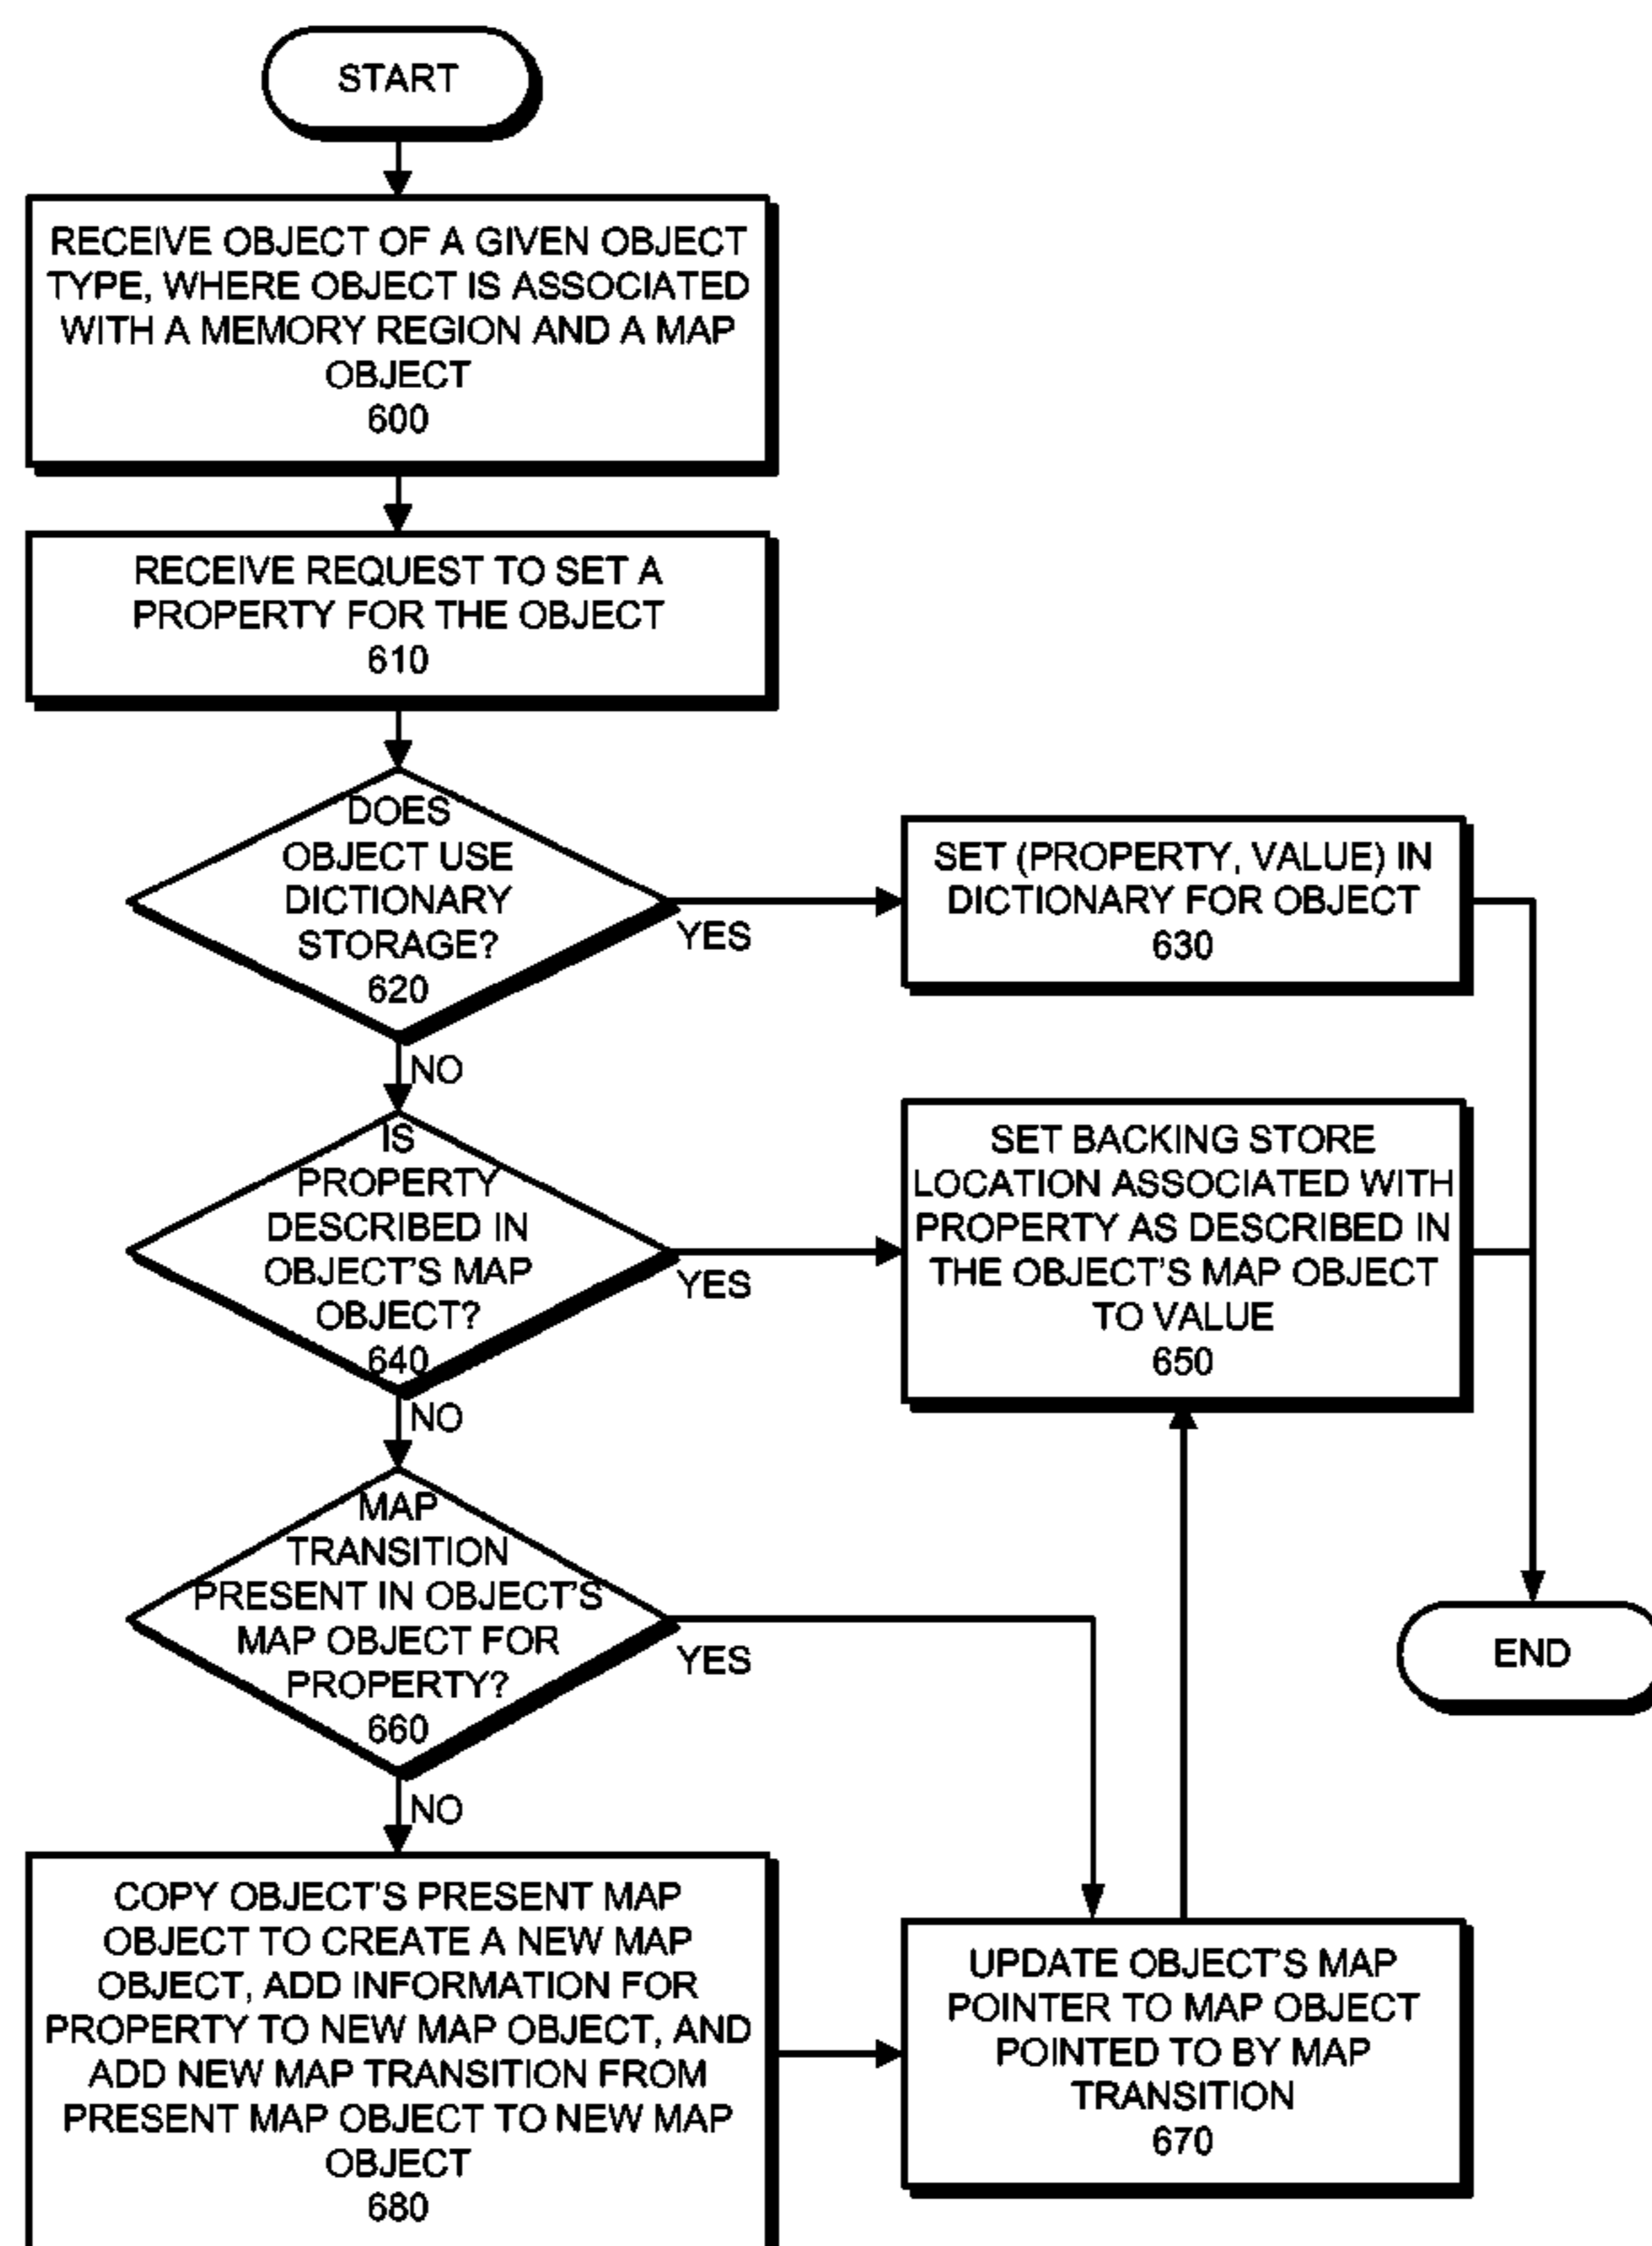 START
RECEIVE OBJECT OF A GIVEN OBJECT
TYPE, WHERE OBJECT IS ASSOCIATED
WITH A MEMORY REGION AND A MAP
OBJECT
600
RECEIVE REQUEST TO SET A
PROPERTY FOR THE OBJECT
610
DOES
OBJECT USE
DICTIONARY
STORAGE?
620
YES
NO
SET (PROPERTY, VALUE) IN
DICTIONARY FOR OBJECT
630
IS
PROPERTY
DESCRIBED IN
OBJECT'S MAP
OBJECT?
640
YES
NO
SET BACKING STORE
LOCATION ASSOCIATED WITH
PROPERTY AS DESCRIBED IN
THE OBJECT'S MAP OBJECT
TO VALUE
650
MAP
TRANSITION
PRESENT IN OBJECT'S
MAP OBJECT FOR
PROPERTY?
660
YES
NO
END
COPY OBJECT'S PRESENT MAP
OBJECT TO CREATE A NEW MAP
OBJECT, ADD INFORMATION FOR
PROPERTY TO NEW MAP OBJECT, AND
ADD NEW MAP TRANSITION FROM
PRESENT MAP OBJECT TO NEW MAP
OBJECT
680
UPDATE OBJECT'S MAP
POINTER TO MAP OBJECT
POINTED TO BY MAP
TRANSITION
670